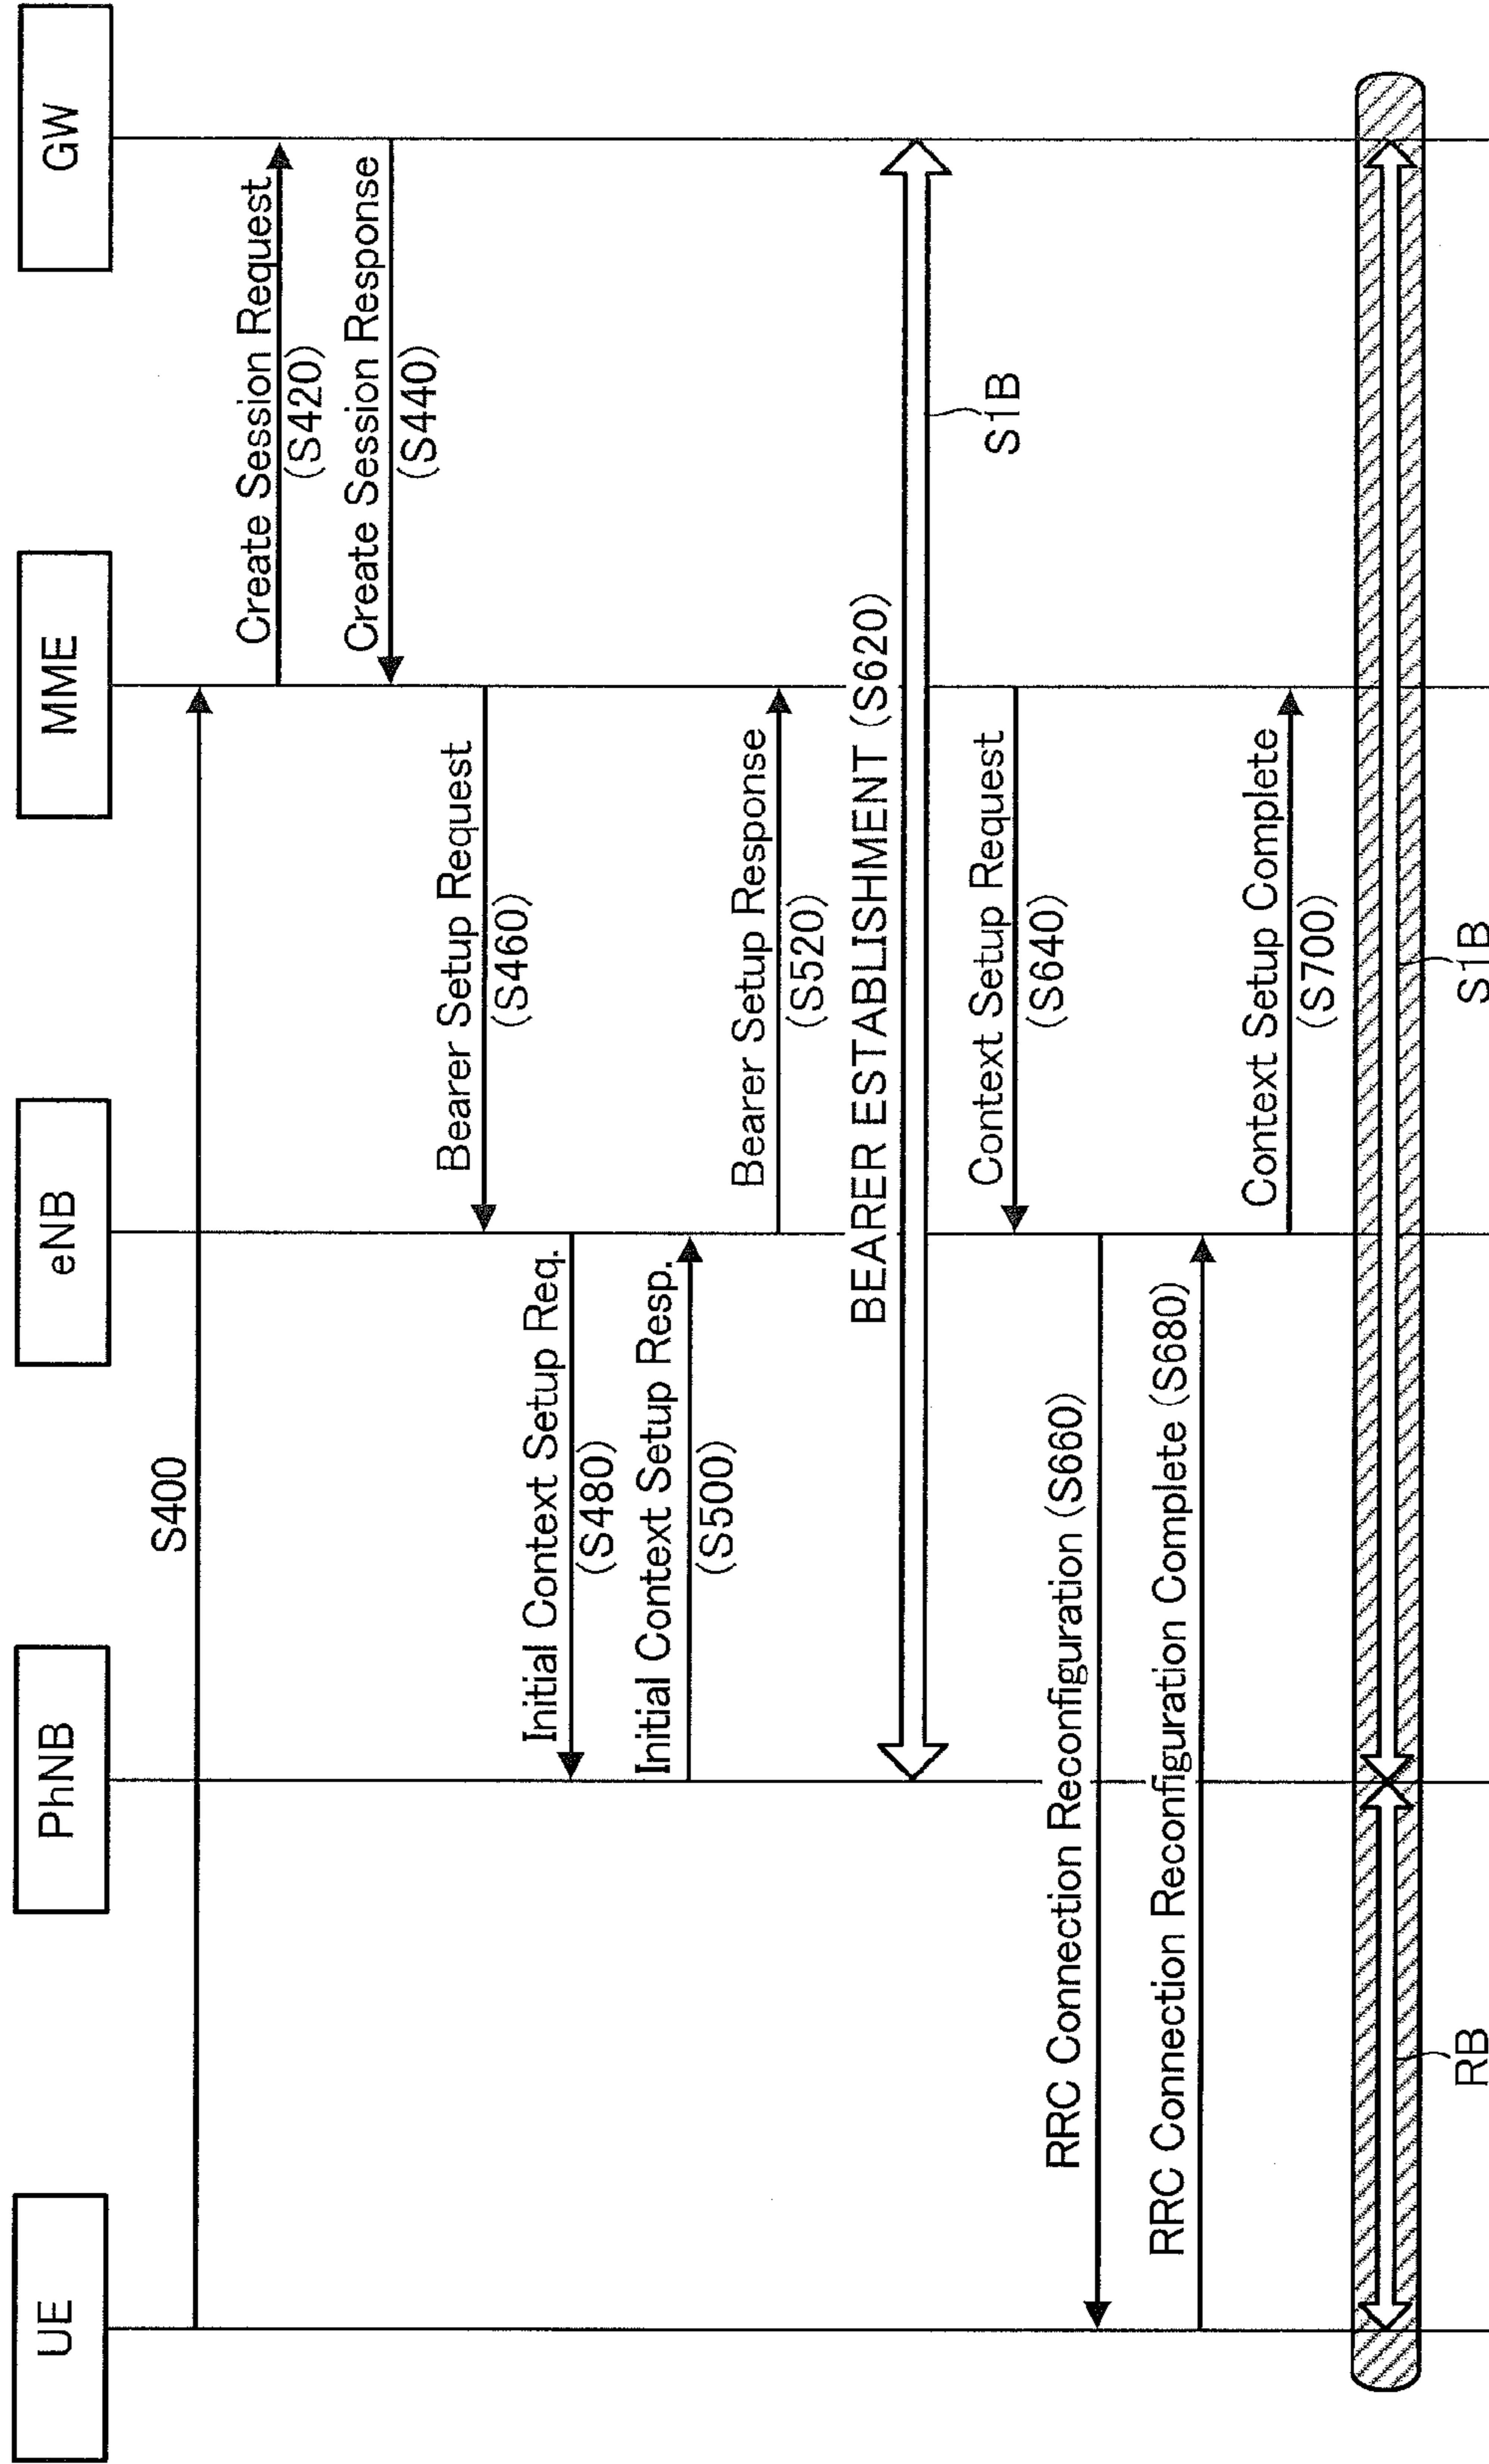 UE
PhNB
eNB
MME
GW
S400
Create Session Request
(S420)
Create Session Response
(S440)
Bearer Setup Request
(S460)
Initial Context Setup Req.
(S480)
Initial Context Setup Resp.
(S500)
Bearer Setup Response
(S520)
BEARER ESTABLISHMENT (S620)
S1B
Context Setup Request
(S640)
RRC Connection Reconfiguration (S660)
RRC Connection Reconfiguration Complete (S680)
Context Setup Complete
(S700)
RB
S1B